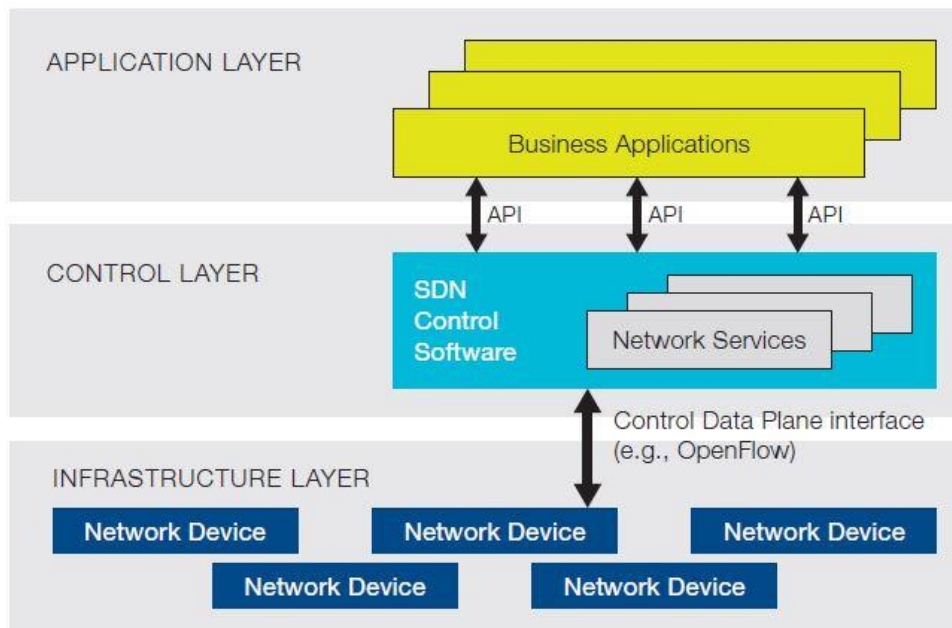 APPLICATION LAYER
Business Applications
API
API
API
CONTROL LAYER
SDN
Control
Software
Network Services
Control Data Plane interface
(e.g., OpenFlow)
INFRASTRUCTURE LAYER
Network Device
Network Device
Network Device
Network Device
Network Device